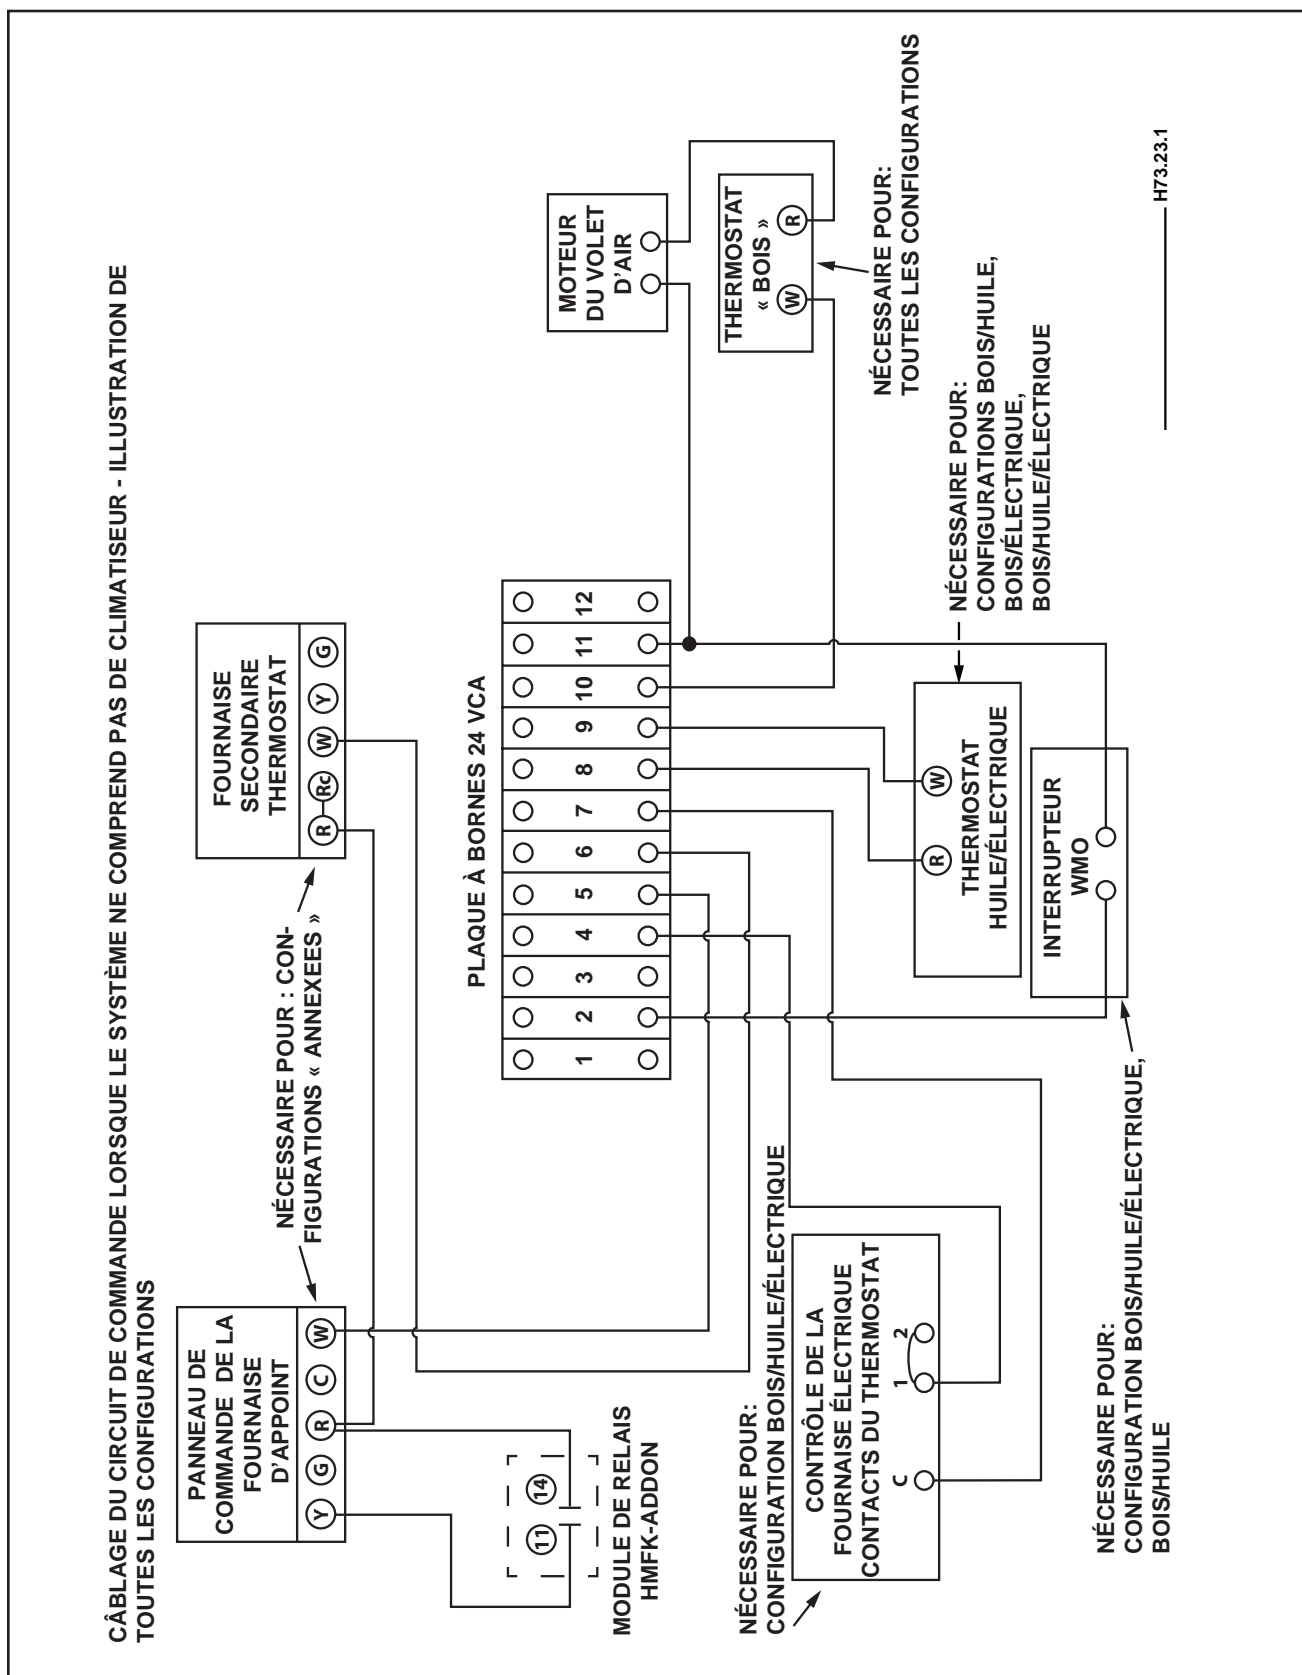 CÂBLAGE DU CIRCUIT DE COMMANDE LORSQUE LE SYSTÈME NE COMPREND PAS DE CLIMATISEUR - ILLUSTRATION DE
TOUTES LES CONFIGURATIONS
PANNEAU DE
COMMANDE DE LA
FOURNAISE
D'APPOINT
Y G R C W
NÉCESSAIRE POUR : CON-
FIGURATIONS « ANNEXEES »
FOURNAISE
SECONDAIRE
THERMOSTAT
R Rc W Y G
11 14
MODULE DE RELAIS
HMFK-ADDON
PLAQUE À BORNES 24 VCA
1 2 3 4 5 6 7 8 9 10 11 12
MOTEUR
DU VOLET
D'AIR
THERMOSTAT
« BOIS »
W R
NÉCESSAIRE POUR:
TOUTES LES CONFIGURATIONS
NÉCESSAIRE POUR:
CONFIGURATION BOIS/HUILE/ÉLECTRIQUE
CONTRÔLE DE LA
FOURNAISE ÉLECTRIQUE
CONTACTS DU THERMOSTAT
C 1 2
R W
THERMOSTAT
HUILE/ÉLECTRIQUE
NÉCESSAIRE POUR:
CONFIGURATIONS BOIS/HUILE,
BOIS/ÉLECTRIQUE,
BOIS/HUILE/ÉLECTRIQUE
INTERRUPTEUR
WMO
NÉCESSAIRE POUR:
CONFIGURATION BOIS/HUILE/ÉLECTRIQUE,
BOIS/HUILE
H73.23.1